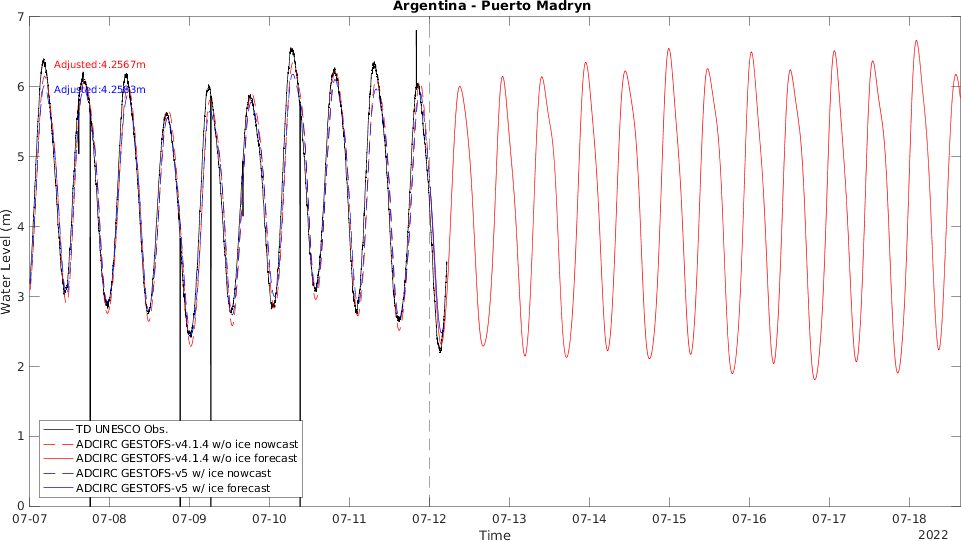 Argentina - Puerto Madryn
7
6
5
4
3
2
1
0
Water Level (m)
Adjusted:4.2567m
TD UNESCO Obs.
ADCIRC GESTOFS-v4.1.4 w/o ice nowcast
ADCIRC GESTOFS-v4.1.4 w/o ice forecast
ADCIRC GESTOFS-v5 w/ ice nowcast
ADCIRC GESTOFS-v5 w/ ice forecast
07-07 07-08 07-09 07-10 07-11 07-12 07-13 07-14 07-15 07-16 07-17 07-18
Time
2022